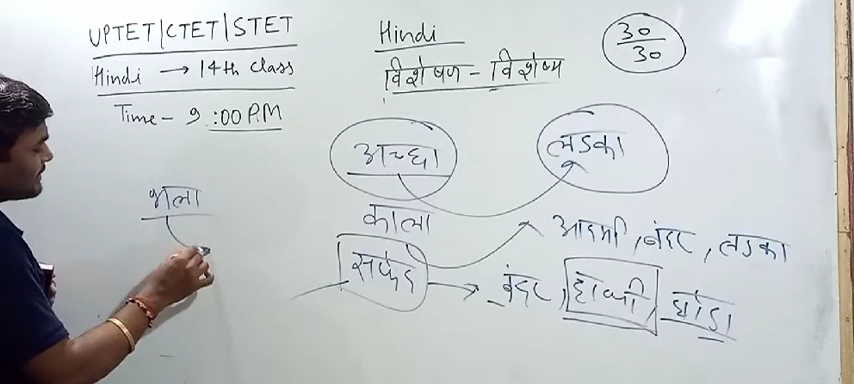 UPTET/CTET/STET
Hindi → 14th class
Time - 9:00 P.M
Hindi
विशेषण - विशेष्य
30
30
अच्छा लड़का
काला
आदमी, बंदर, लडका
सफेद → बंदर, हाथी, घोडा
भला